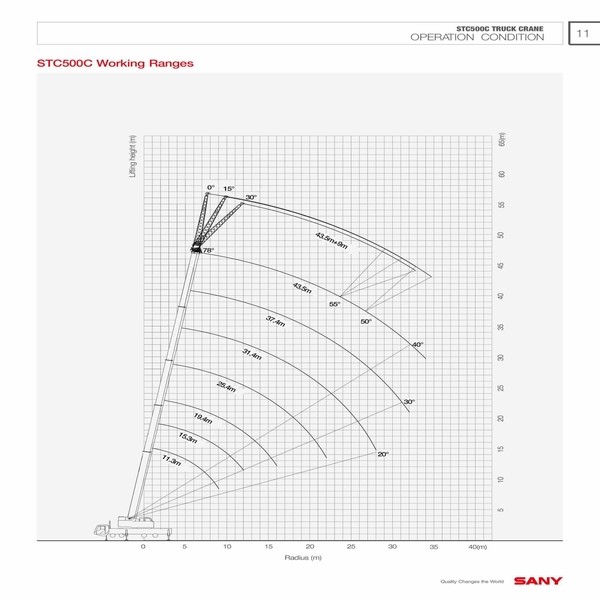 STC500C TRUCK CRANE
OPERATION CONDITION
11
STC500C Working Ranges
Lifting height (m)
65(m)
60
55
50
45
40
35
30
25
20
15
10
5
0°
15°
30°
78°
43.5m+9m
43.5m
55°
50°
37.4m
40°
31.4m
25.4m
30°
19.4m
15.3m
20°
11.3m
0
5
10
15
20
25
30
35
40(m)
Radius (m)
Quality Changes the World
SANY